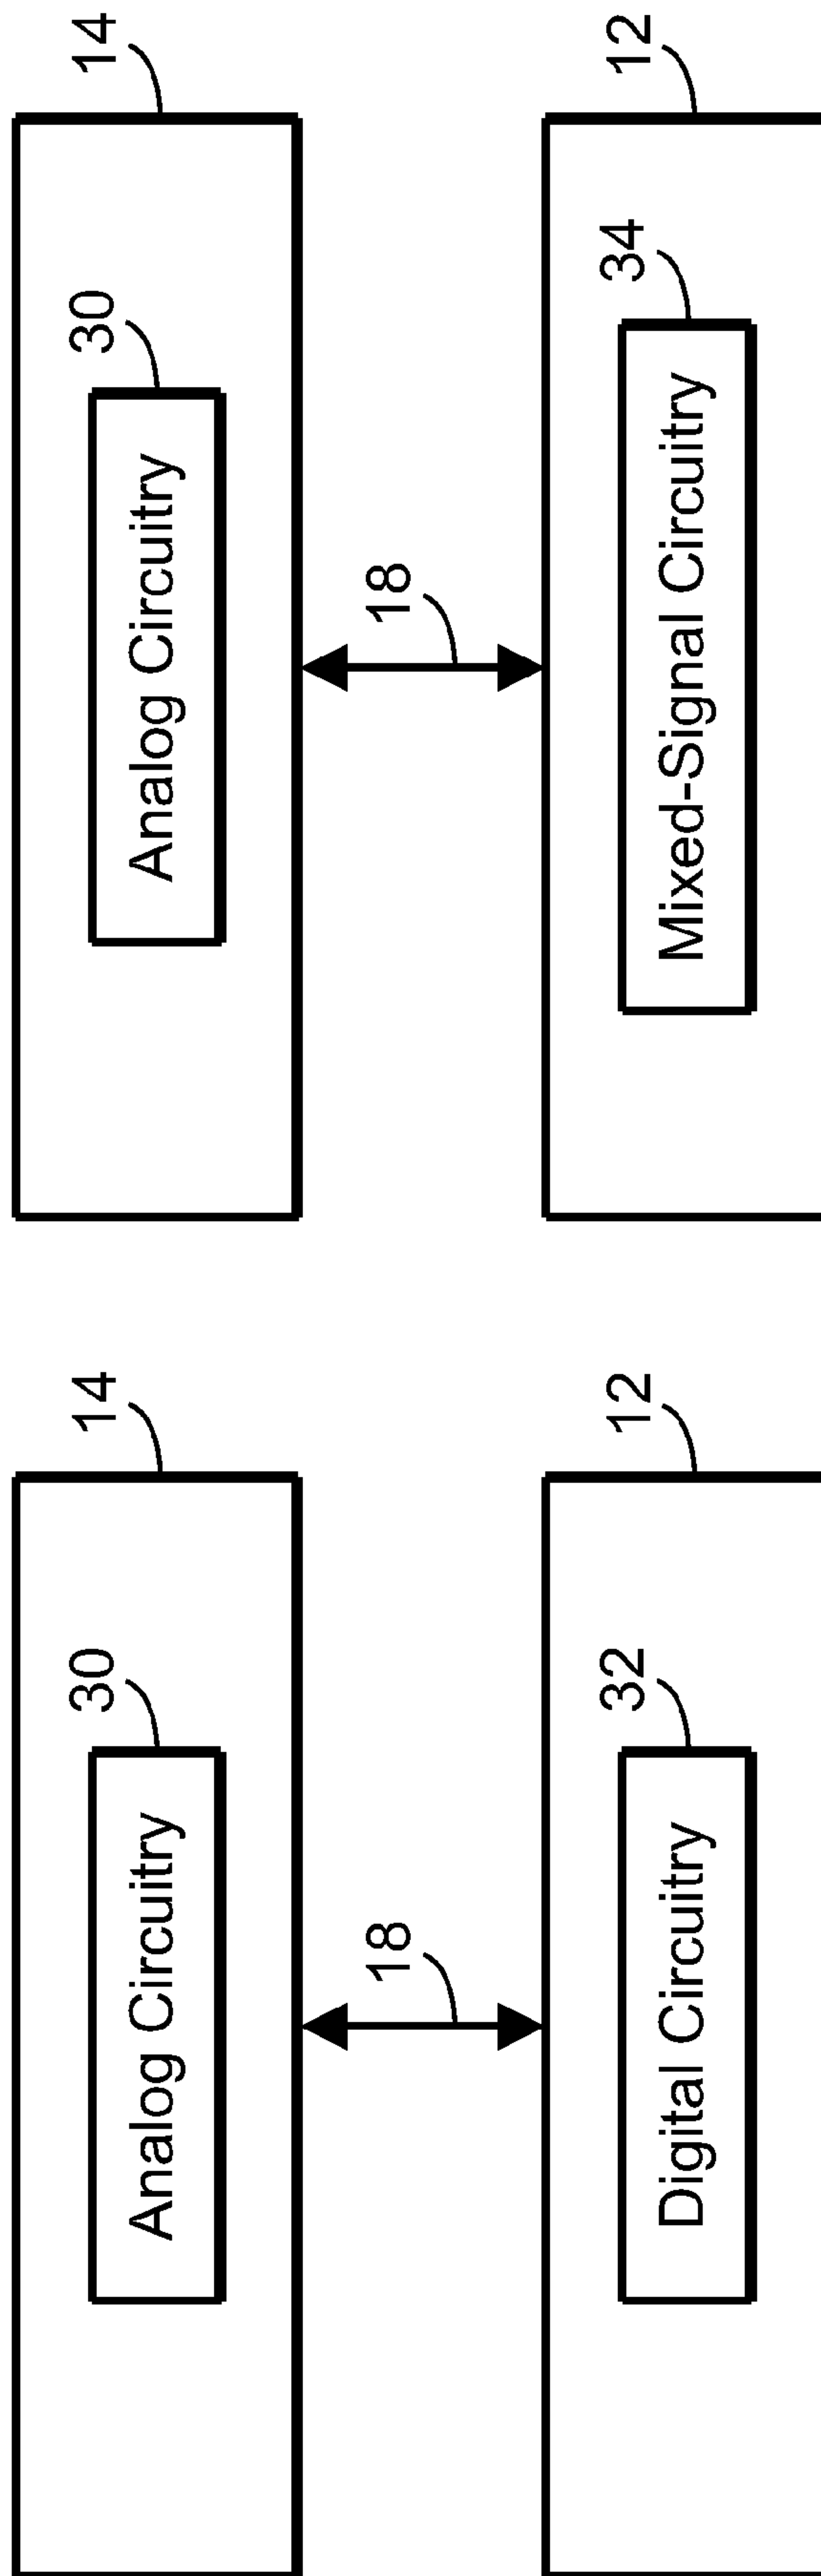 14
30
Analog Circuitry
18
12
32
Digital Circuitry
14
30
Analog Circuitry
18
12
34
Mixed-Signal Circuitry